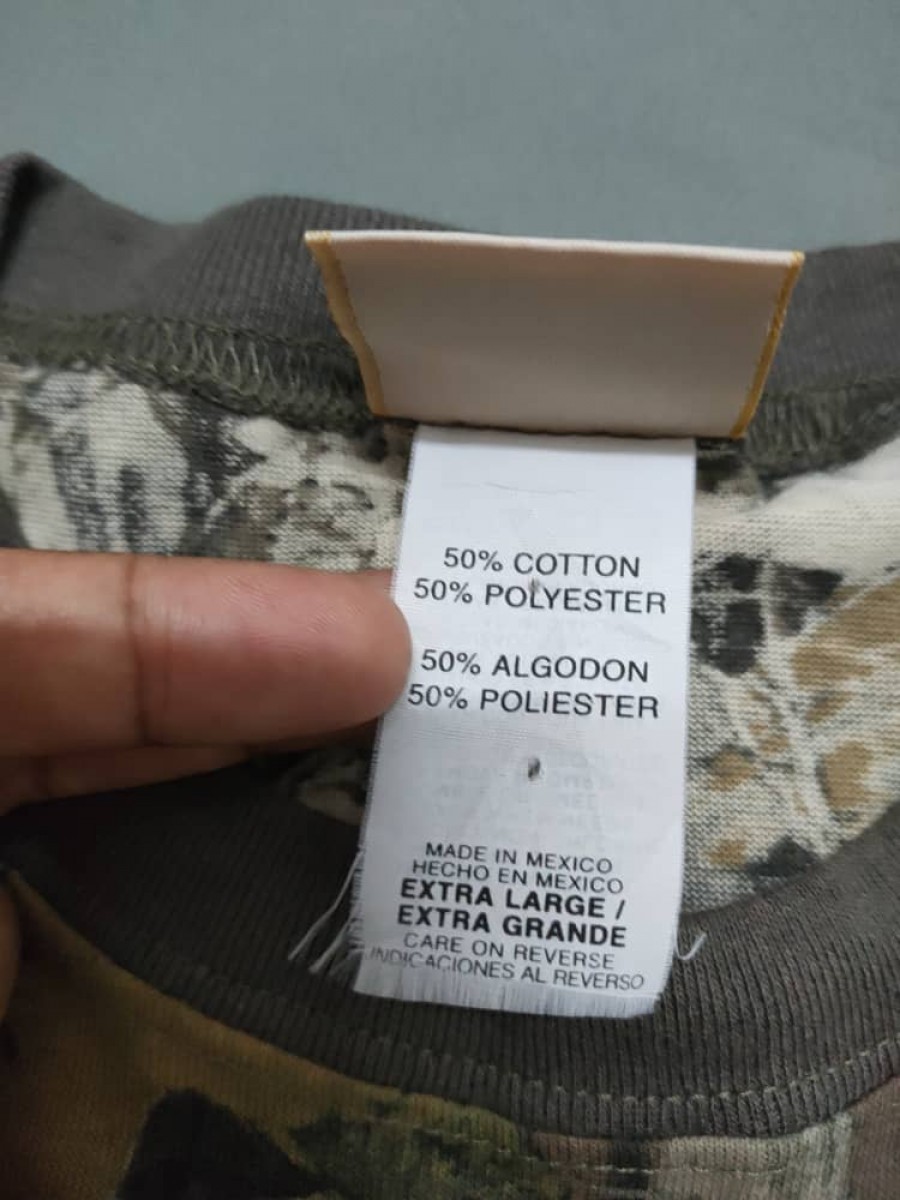 50% COTTON
50% POLYESTER
50% ALGODON
50% POLIESTER
MADE IN MEXICO
HECHO EN MEXICO
EXTRA LARGE /
EXTRA GRANDE
CARE ON REVERSE
INDICACIONES AL REVERSO